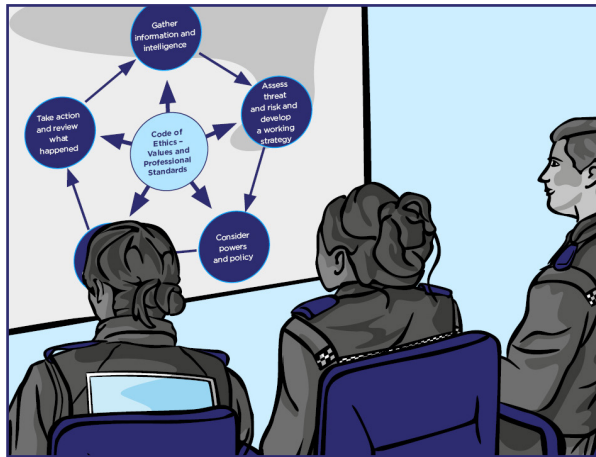 Gather
information and
intelligence
Assess
threat
and risk and
develop
a working
strategy
Take action
and review
what
happened
Code of
Ethics –
Values and
Professional
Standards
Consider
powers
and policy